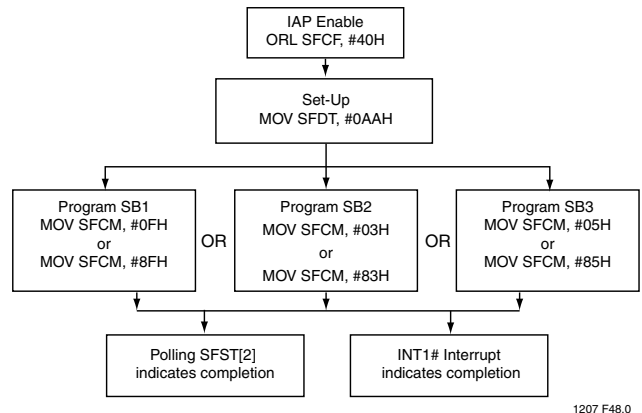 IAP Enable
ORL SFCF, #40H
Set-Up
MOV SFDT, #0AAH
Program SB1
MOV SFCM, #0FH
or
MOV SFCM, #8FH
OR
Program SB2
MOV SFCM, #03H
or
MOV SFCM, #83H
OR
Program SB3
MOV SFCM, #05H
or
MOV SFCM, #85H
Polling SFST[2]
indicates completion
INT1# Interrupt
indicates completion
1207 F48.0